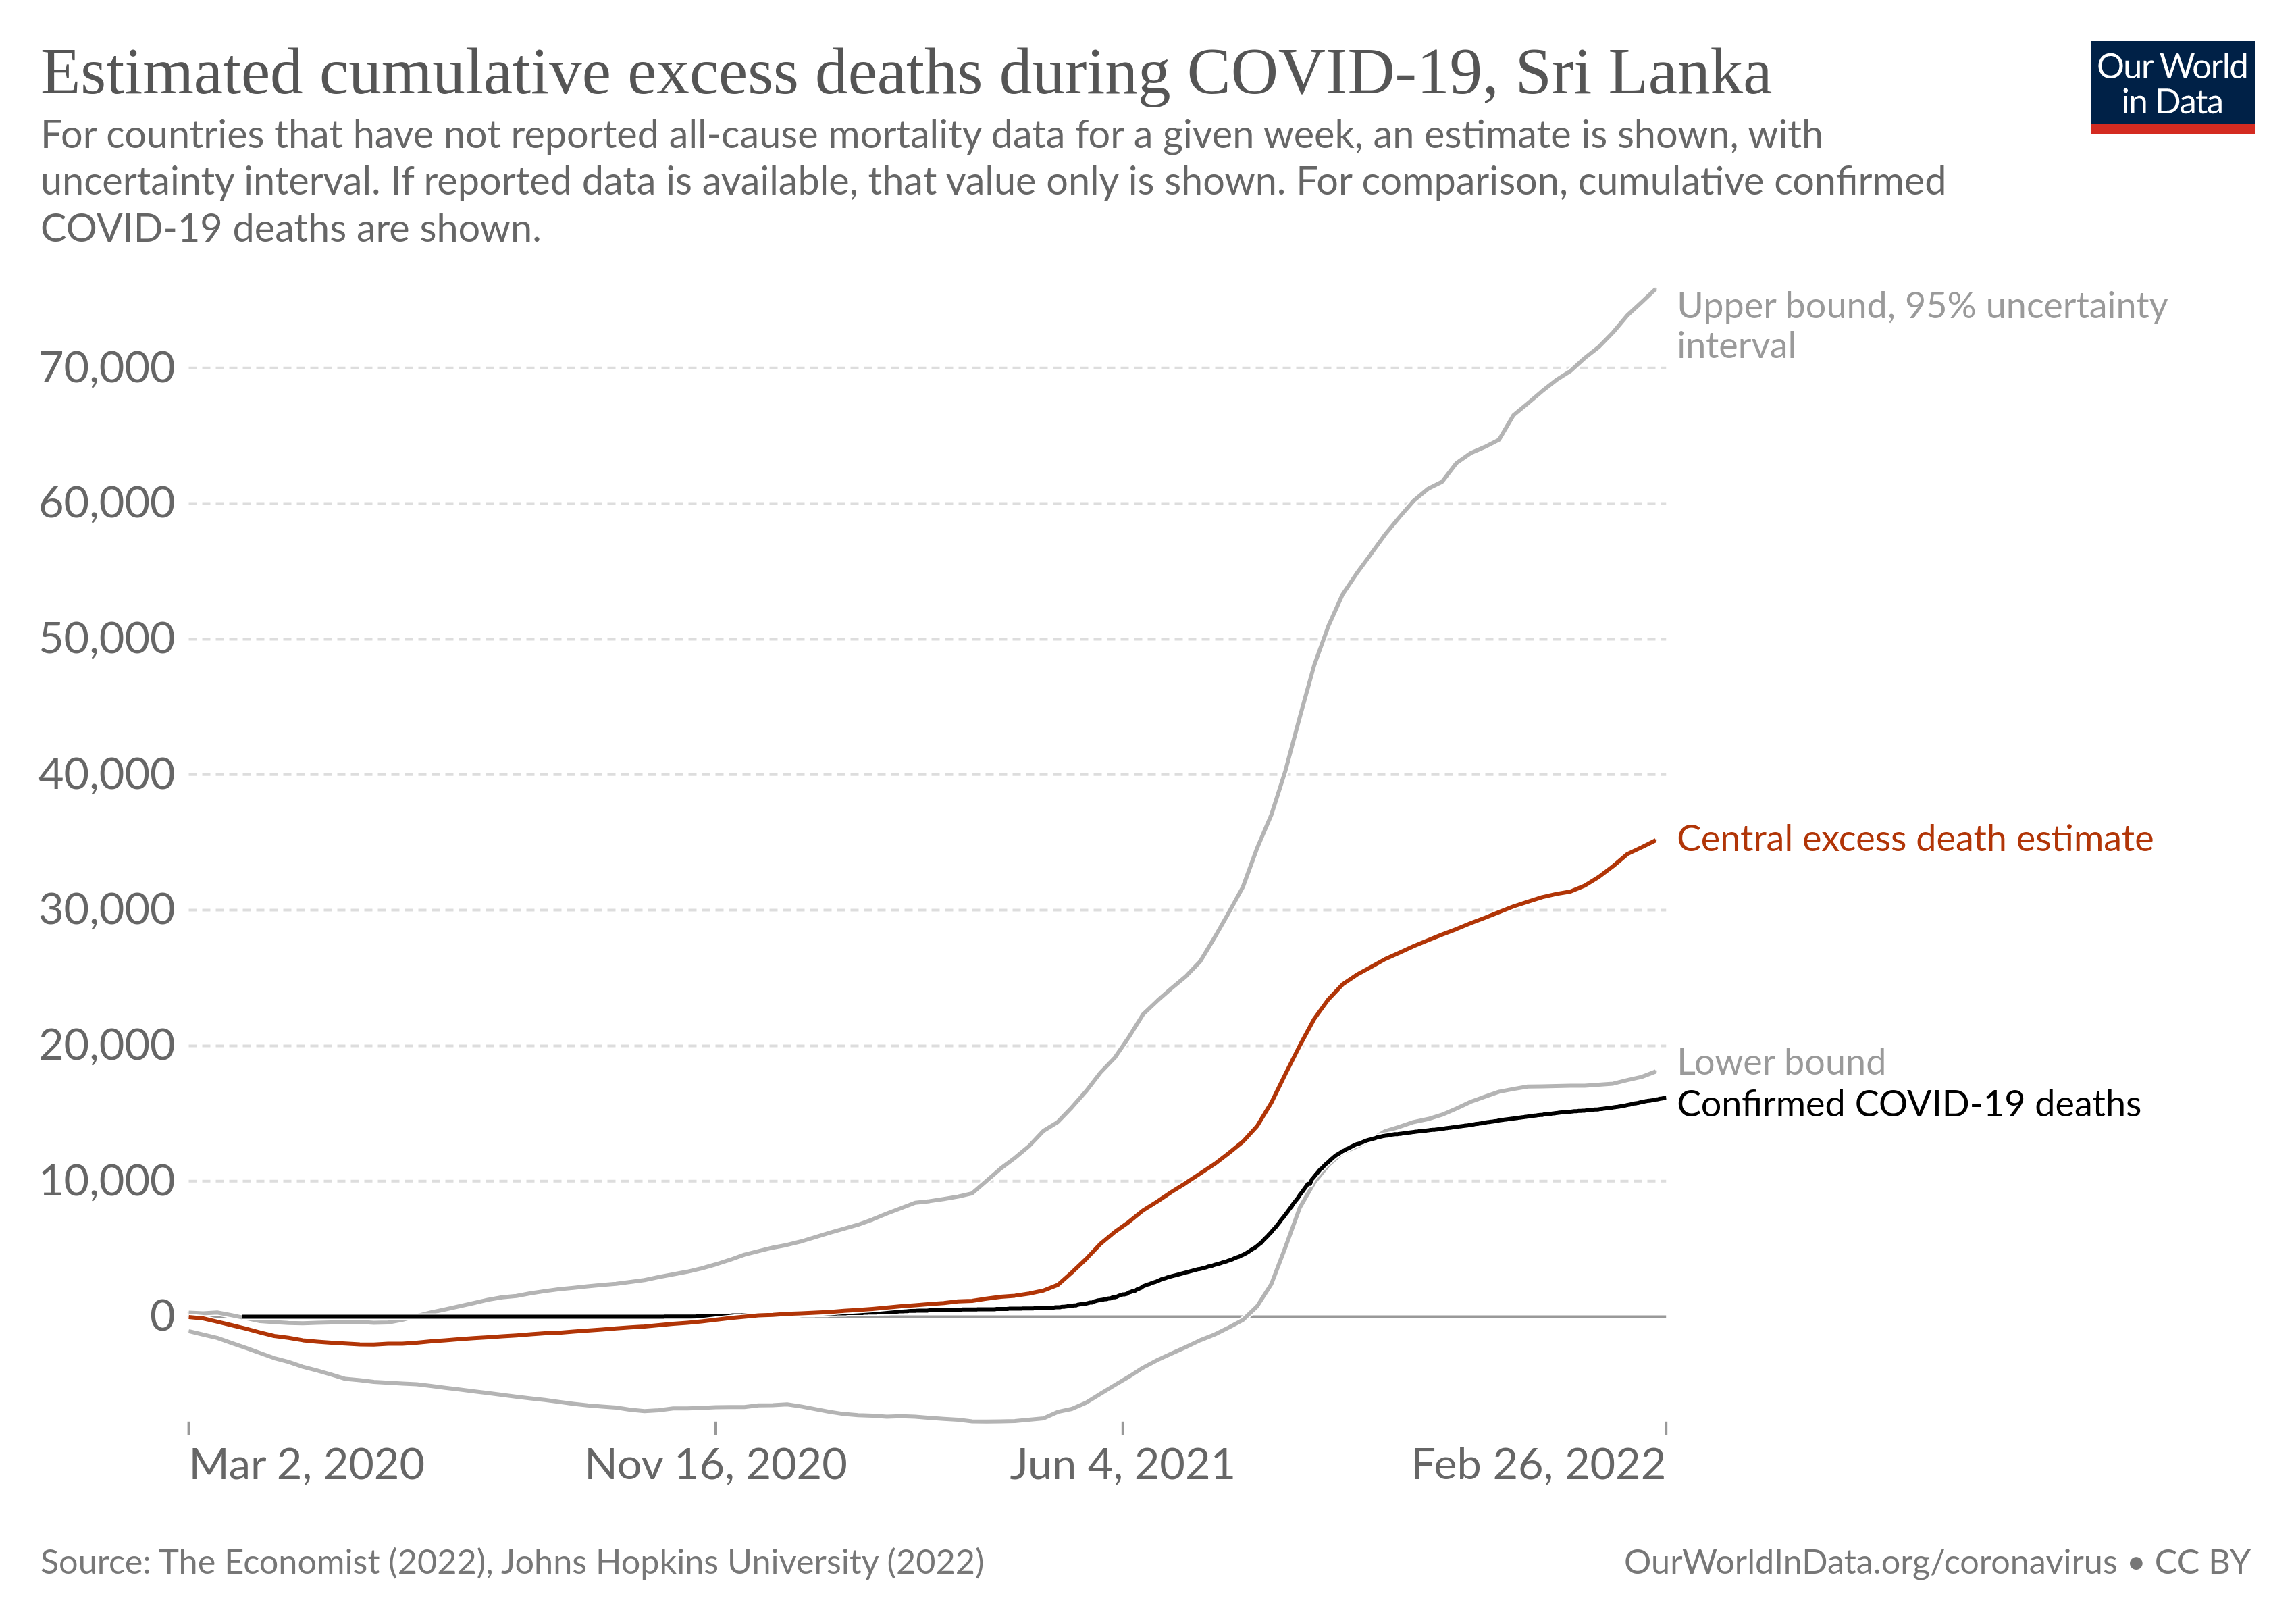 Estimated cumulative excess deaths during COVID-19, Sri Lanka
Our World
in Data
For countries that have not reported all-cause mortality data for a given week, an estimate is shown, with
uncertainty interval. If reported data is available, that value only is shown. For comparison, cumulative confirmed
COVID-19 deaths are shown.
Upper bound, 95% uncertainty
interval
70,000
60,000
50,000
40,000
Central excess death estimate
30,000
20,000
Lower bound
Confirmed COVID-19 deaths
10,000
0
Mar 2, 2020
Nov 16, 2020
Jun 4, 2021
Feb 26, 2022
Source: The Economist (2022), Johns Hopkins University (2022)
OurWorldInData.org/coronavirus • CC BY